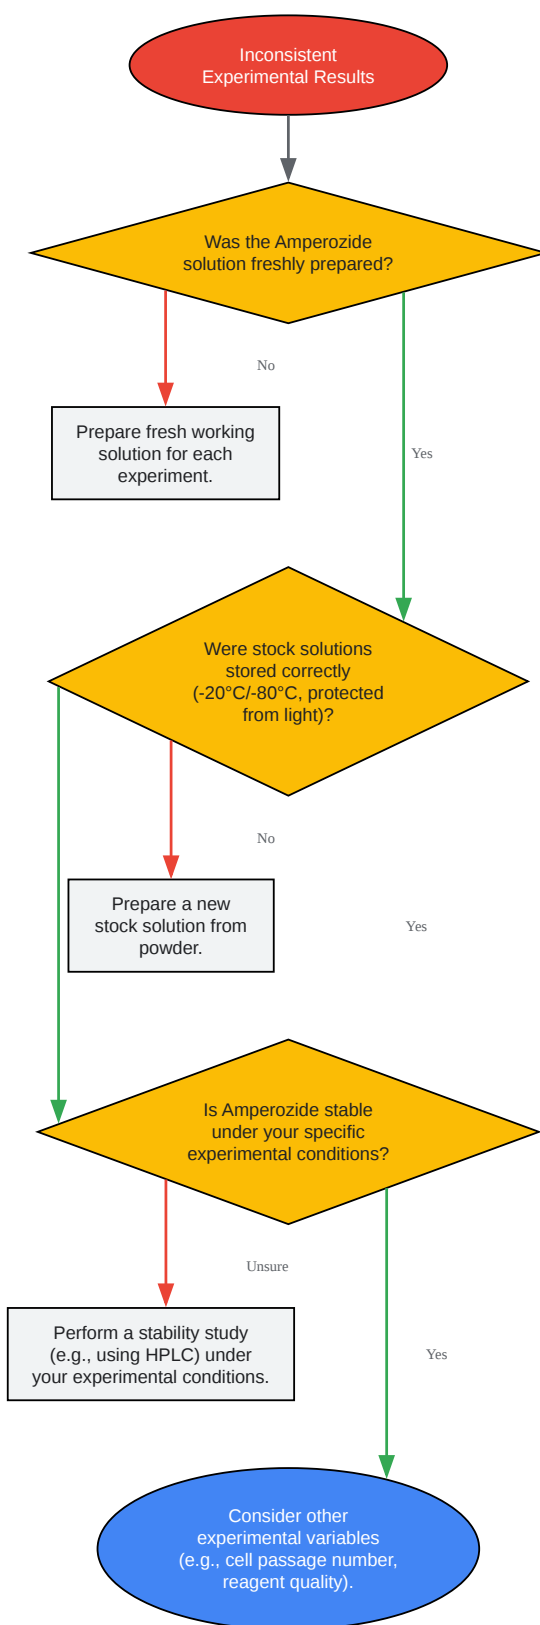 Inconsistent
Experimental Results
Was the Amperozide
solution freshly prepared?
No
Prepare fresh working
solution for each
experiment.
Yes
Were stock solutions
stored correctly
(-20°C/-80°C, protected
from light)?
No
Prepare a new
stock solution from
powder.
Yes
Is Amperozide stable
under your specific
experimental conditions?
Unsure
Perform a stability study
(e.g., using HPLC) under
your experimental conditions.
Yes
Consider other
experimental variables
(e.g., cell passage number,
reagent quality).